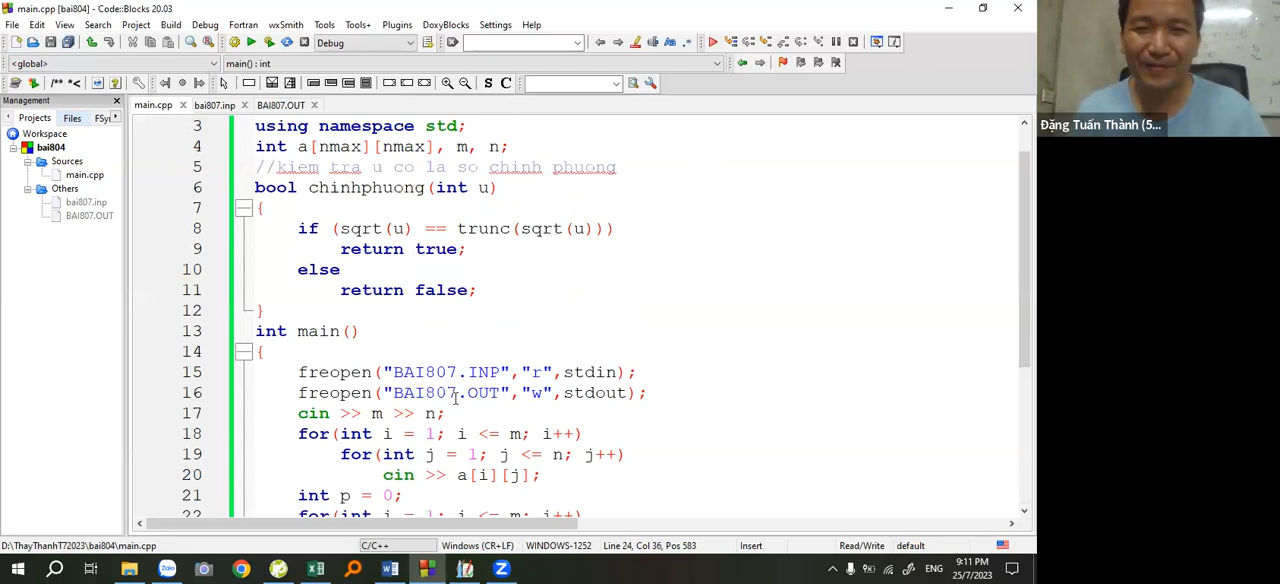 main.cpp [bai804] - Code::Blocks 20.03
File Edit View Search Project Build Debug Fortran wxSmith Tools Tools+ Plugins DoxyBlocks Settings Help
Debug
<global> main() : int
/** *< S C
Management
Projects Files FSy
main.cpp bai807.inp BAI807.OUT
Workspace
bai804
Sources
main.cpp
Others
bai807.inp
BAI807.OUT
3 using namespace std;
4 int a[nmax][nmax], m, n;
5 //kiem tra u co la so chinh phuong
6 bool chinhphuong(int u)
7 {
8 if (sqrt(u) == trunc(sqrt(u)))
9 return true;
10 else
11 return false;
12 }
13 int main()
14 {
15 freopen("BAI807.INP","r",stdin);
16 freopen("BAI807.OUT","w",stdout);
17 cin >> m >> n;
18 for(int i = 1; i <= m; i++)
19 for(int j = 1; j <= n; j++)
20 cin >> a[i][j];
21 int p = 0;
22 for(int i = 1; i <= m; i++)
D:\ThayThanhT72023\bai804\main.cpp C/C++ Windows (CR+LF) WINDOWS-1252 Line 24, Col 36, Pos 583 Insert Read/Write default
Zalo
ENG
9:11 PM
25/7/2023
Đặng Tuấn Thành (5...